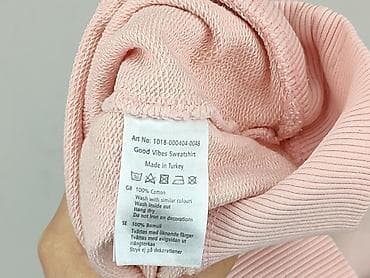 Art No: 1018-000404-0048
Good Vibes Sweatshirt
Made in Turkey
GB 100% Cotton
Wash with similar colours
Wash inside out
Hang dry
Do not iron on decorations
SE 100% Bomull
Tvättas med liknande färger
Tvättas med avigsidan ut
Hängtorkas
Stryk ej på dekorationer